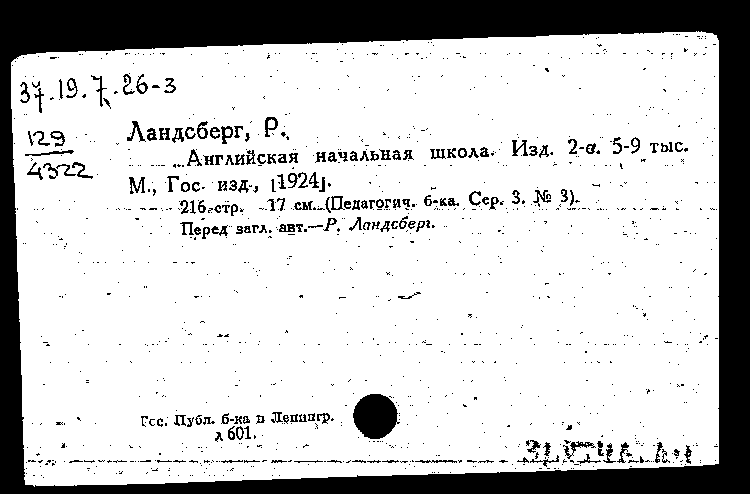 37.19.7.26-3
129
4322
Ландсберг, Р.
Английская начальная школа. Изд. 2-е. 5-9 тыс.
М., Гос. изд., [1924].
216 стр. 17 см. (Педагогич. б-ка. Сер. 3. № 3).
Перед загл. авт.—Р. Ландсберг.
Гос. Публ. б-ка в Ленингр.
л 601.